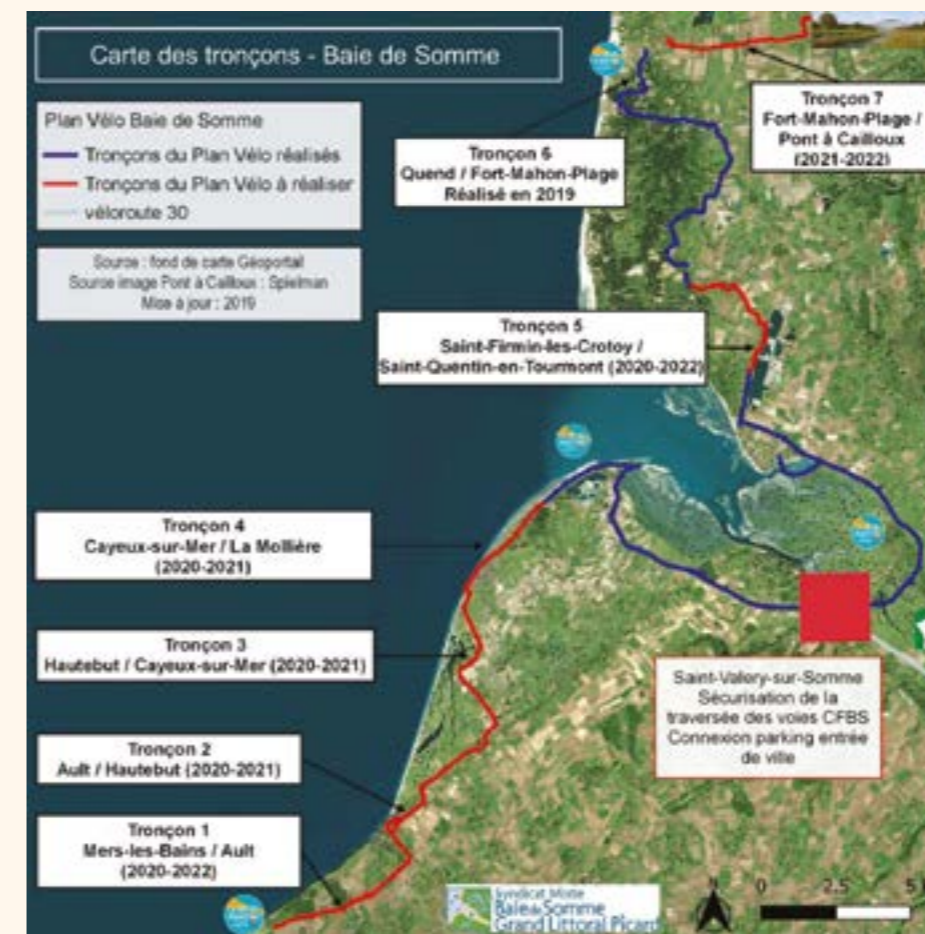 Carte des tronçons - Baie de Somme
Plan Vélo Baie de Somme
Tronçons du Plan Vélo réalisés
Tronçons du Plan Vélo à réaliser
véloroute 30
Source : fond de carte Géoportail
Source image Pont à Cailloux : Spielman
Mise à jour : 2019
Tronçon 7
Fort-Mahon-Plage /
Pont à Cailloux
(2021-2022)
Tronçon 6
Quend / Fort-Mahon-Plage
Réalisé en 2019
Tronçon 5
Saint-Firmin-les-Crotoy /
Saint-Quentin-en-Tourmont (2020-2022)
Tronçon 4
Cayeux-sur-Mer / La Mollière
(2020-2021)
Tronçon 3
Hautebut / Cayeux-sur-Mer (2020-2021)
Saint-Valery-sur-Somme
Sécurisation de la
traversée des voies CFBS
Connexion parking entrée
de ville
Tronçon 2
Ault / Hautebut (2020-2021)
Tronçon 1
Mers-les-Bains / Ault
(2020-2022)
Syndicat Mixte
Baie de Somme
Grand Littoral Picard
N
0 2.5 5